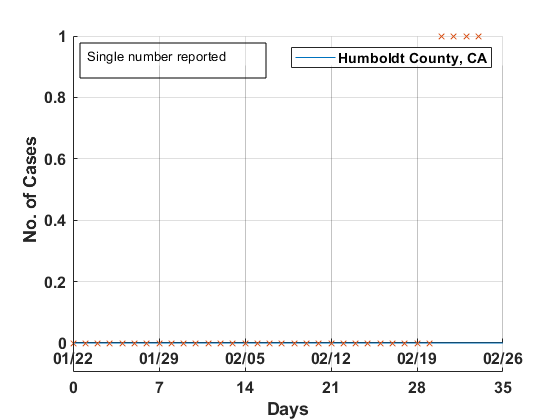 Single number reported
Humboldt County, CA
No. of Cases
1
0.8
0.6
0.4
0.2
0
01/22 01/29 02/05 02/12 02/19 02/26
0 7 14 21 28 35
Days